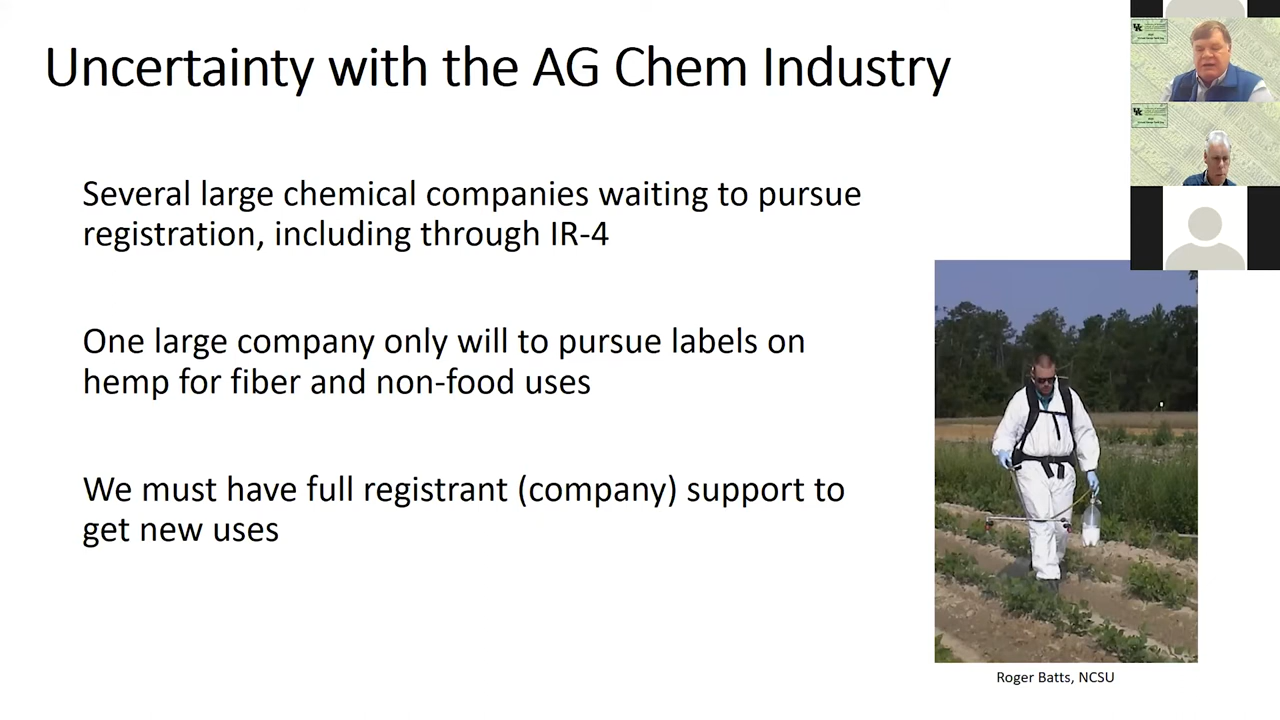 Uncertainty with the AG Chem Industry
Several large chemical companies waiting to pursue
registration, including through IR-4
One large company only will to pursue labels on
hemp for fiber and non-food uses
We must have full registrant (company) support to
get new uses
Roger Batts, NCSU
UK
UK